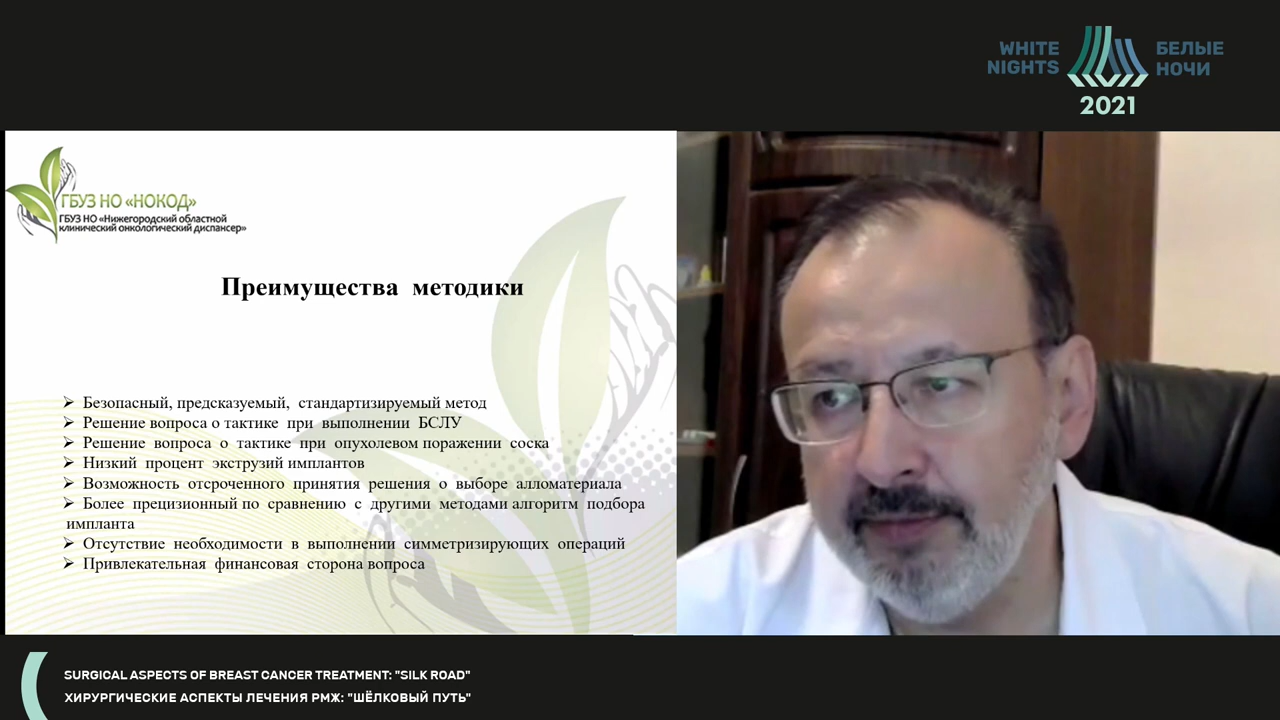 WHITE NIGHTS
БЕЛЫЕ НОЧИ
2021
ГБУЗ НО «НОКОД»
ГБУЗ НО «Нижегородский областной
клинический онкологический диспансер»
Преимущества методики
Безопасный, предсказуемый, стандартизируемый метод
Решение вопроса о тактике при выполнении БСЛУ
Решение вопроса о тактике при опухолевом поражении соска
Низкий процент экструзий имплантов
Возможность отсроченного принятия решения о выборе алломатериала
Более прецизионный по сравнению с другими методами алгоритм подбора
импланта
Отсутствие необходимости в выполнении симметризирующих операций
Привлекательная финансовая сторона вопроса
SURGICAL ASPECTS OF BREAST CANCER TREATMENT: "SILK ROAD"
ХИРУРГИЧЕСКИЕ АСПЕКТЫ ЛЕЧЕНИЯ РМЖ: "ШЁЛКОВЫЙ ПУТЬ"